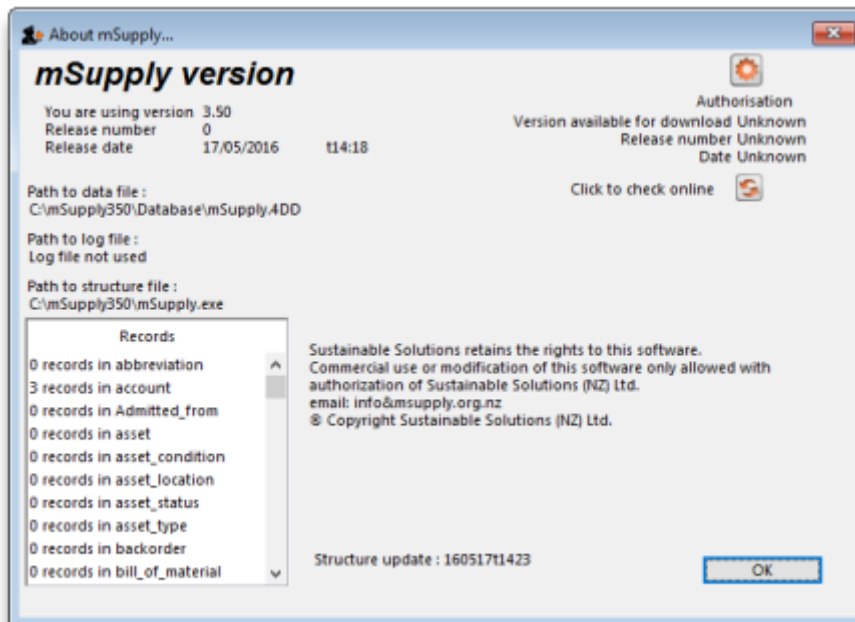 About mSupply...
mSupply version
You are using version 3.50
Release number 0
Release date 17/05/2016 t14:18
Authorisation
Version available for download Unknown
Release number Unknown
Date Unknown
Click to check online
Path to data file :
C:\mSupply350\Database\mSupply.4DD
Path to log file :
Log file not used
Path to structure file :
C:\mSupply350\mSupply.exe
Records
0 records in abbreviation
3 records in account
0 records in Admitted_from
0 records in asset
0 records in asset_condition
0 records in asset_location
0 records in asset_status
0 records in asset_type
0 records in backorder
0 records in bill_of_material
Sustainable Solutions retains the rights to this software.
Commercial use or modification of this software only allowed with
authorization of Sustainable Solutions (NZ) Ltd.
email: info&msupply.org.nz
® Copyright Sustainable Solutions (NZ) Ltd.
Structure update : 160517t1423
OK